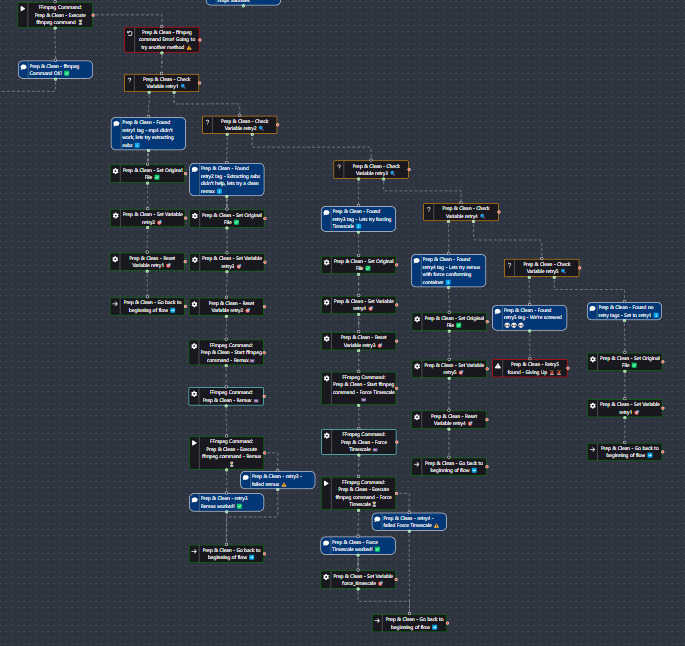 FFmpeg Command:
Prep & Clean - Execute
ffmpeg command
Prep & Clean - ffmpeg
command Error! Going to
try another method
Prep & Clean - ffmpeg
Command OK!
Prep & Clean - Check
Variable retry1
Prep & Clean - Found
retry1 tag - mp4 didn't
work, lets try extracting
subs
Prep & Clean - Check
Variable retry2
Prep & Clean - Set Original
File
Prep & Clean - Found
retry2 tag - Extracting subs
didn't help, lets try a clean
remux
Prep & Clean - Check
Variable retry3
Prep & Clean - Set Variable
retry2
Prep & Clean - Set Original
File
Prep & Clean - Found
retry3 tag - Lets try forcing
Timescale
Prep & Clean - Check
Variable retry4
Prep & Clean - Reset
Variable retry1
Prep & Clean - Set Variable
retry3
Prep & Clean - Set Original
File
Prep & Clean - Found
retry4 tag - Lets try remux
with force conforming
container
Prep & Clean - Check
Variable retry5
Prep & Clean - Go back to
beginning of flow
Prep & Clean - Reset
Variable retry2
Prep & Clean - Set Variable
retry4
Prep & Clean - Set Original
File
Prep & Clean - Found
retry5 tag - We're screwed
Prep & Clean - Found no
retry tags - Set to retry1
FFmpeg Command:
Prep & Clean - Start ffmpeg
command - Remux
Prep & Clean - Reset
Variable retry3
Prep & Clean - Set Variable
retry5
Prep & Clean - Retry5
found - Giving Up
Prep & Clean - Set Original
File
FFmpeg Command:
Prep & Clean - Remux
FFmpeg Command:
Prep & Clean - Start ffmpeg
command - Force Timescale
Prep & Clean - Reset
Variable retry4
Prep & Clean - Set Variable
retry1
FFmpeg Command:
Prep & Clean - Execute
ffmpeg command - Remux
FFmpeg Command:
Prep & Clean - Force
Timescale
Prep & Clean - Go back to
beginning of flow
Prep & Clean - Go back to
beginning of flow
Prep & Clean - retry3 -
failed remux
FFmpeg Command:
Prep & Clean - Execute
ffmpeg command - Force
Timescale
Prep & Clean - retry3
Remux worked!
Prep & Clean - retry4 -
failed Force Timescale
Prep & Clean - Go back to
beginning of flow
Prep & Clean - Force
Timescale worked!
Prep & Clean - Set Variable
force_timescale
Prep & Clean - Go back to
beginning of flow